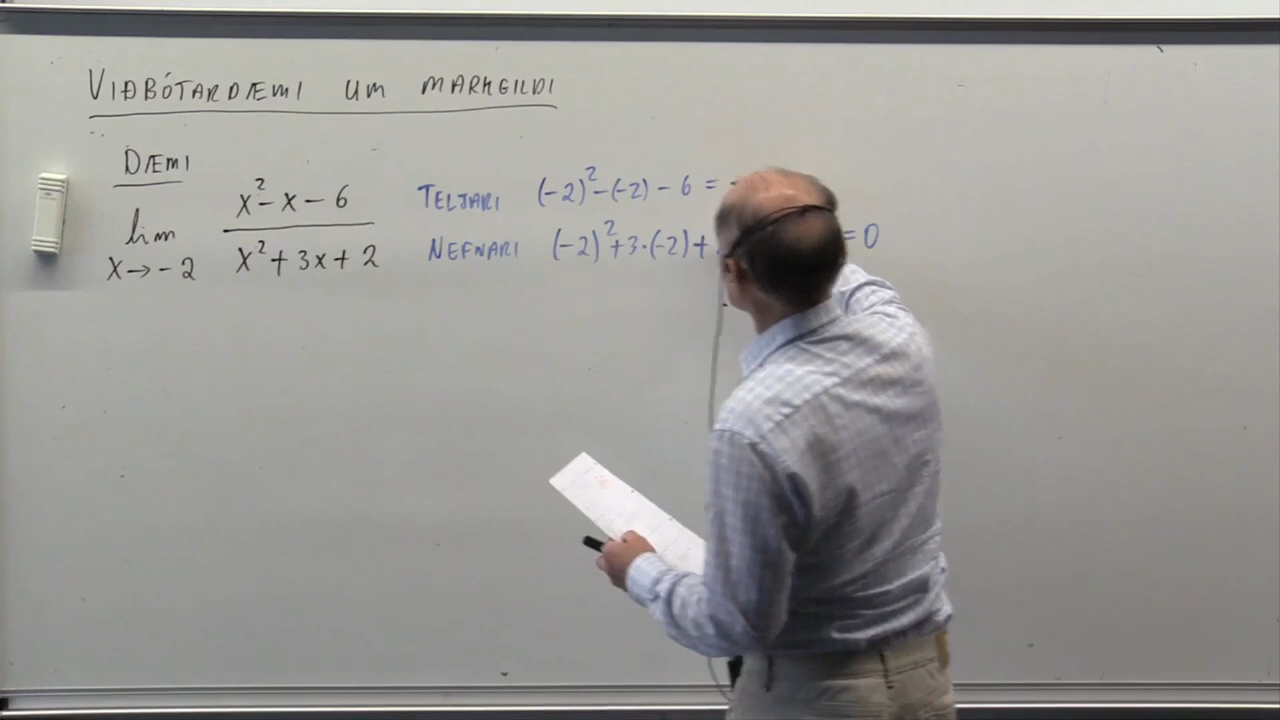 VIÐBÓTARDÆMI UM MARKGILDI
DÆMI
lim x→-2 (x²-x-6)/(x²+3x+2)
TELJARI (-2)²-(-2)-6=
NEFNARI (-2)²+3·(-2)+ =0